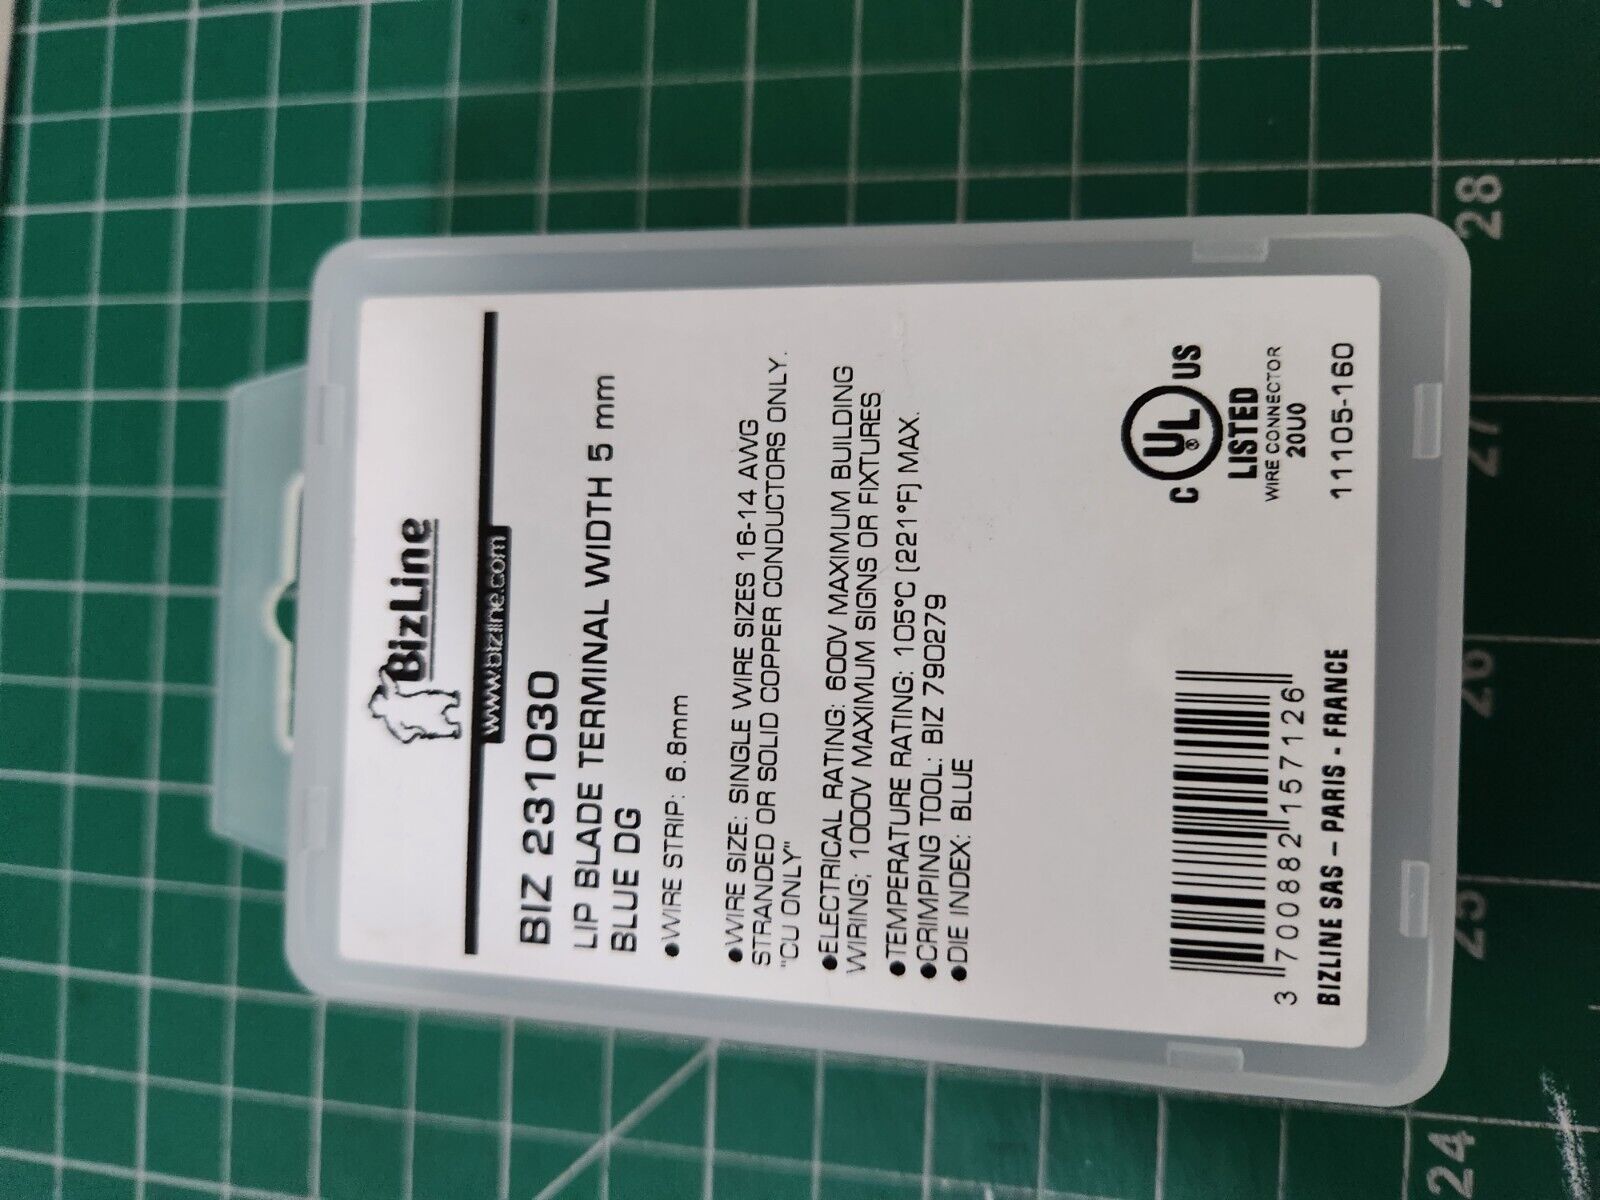 BizLine
www.bizline.com
BIZ 231030
LIP BLADE TERMINAL WIDTH 5 mm
BLUE DG
•WIRE STRIP: 6.8mm
•WIRE SIZE: SINGLE WIRE SIZES 16-14 AWG
STRANDED OR SOLID COPPER CONDUCTORS ONLY.
"CU ONLY"
•ELECTRICAL RATING: 600V MAXIMUM BUILDING
WIRING; 1000V MAXIMUM SIGNS OR FIXTURES
•TEMPERATURE RATING: 105°C (221°F) MAX.
•CRIMPING TOOL: BIZ 790279
•DIE INDEX: BLUE
C UL® US
LISTED
WIRE CONNECTOR
20U0
3 700882 157126
BIZLINE SAS – PARIS - FRANCE
11105-160
24
25
26
27
28